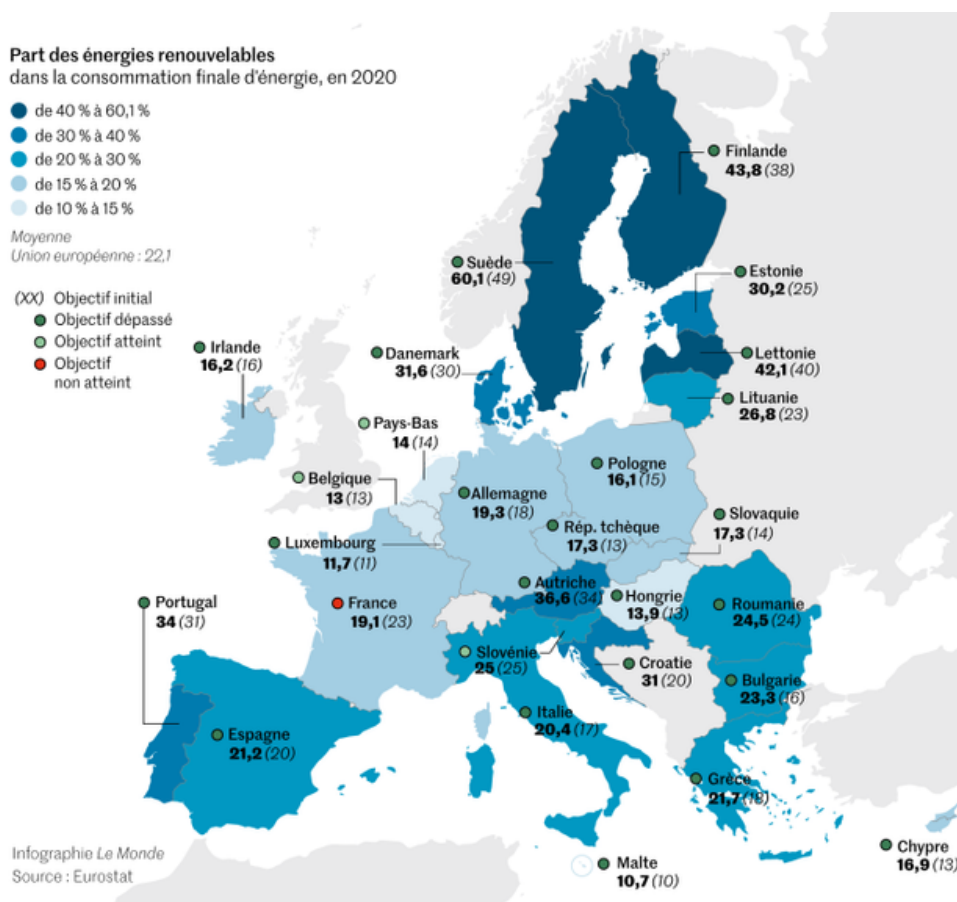 Part des énergies renouvelables
dans la consommation finale d'énergie, en 2020
de 40 % à 60,1 %
de 30 % à 40 %
de 20 % à 30 %
de 15 % à 20 %
de 10 % à 15 %
Moyenne
Union européenne : 22,1
(XX) Objectif initial
Objectif dépassé
Objectif atteint
Objectif
non atteint
Finlande
43,8 (38)
Suède
60,1 (49)
Estonie
30,2 (25)
Irlande
16,2 (16)
Danemark
31,6 (30)
Lettonie
42,1 (40)
Lituanie
26,8 (23)
Pays-Bas
14 (14)
Pologne
16,1 (15)
Belgique
13 (13)
Allemagne
19,3 (18)
Slovaquie
17,3 (14)
Rép. tchèque
17,3 (13)
Luxembourg
11,7 (11)
Autriche
36,6 (34)
Hongrie
13,9 (13)
Roumanie
24,5 (24)
Portugal
34 (31)
France
19,1 (23)
Slovénie
25 (25)
Croatie
31 (20)
Bulgarie
23,3 (16)
Italie
20,4 (17)
Espagne
21,2 (20)
Grèce
21,7 (18)
Chypre
16,9 (13)
Malte
10,7 (10)
Infographie Le Monde
Source : Eurostat